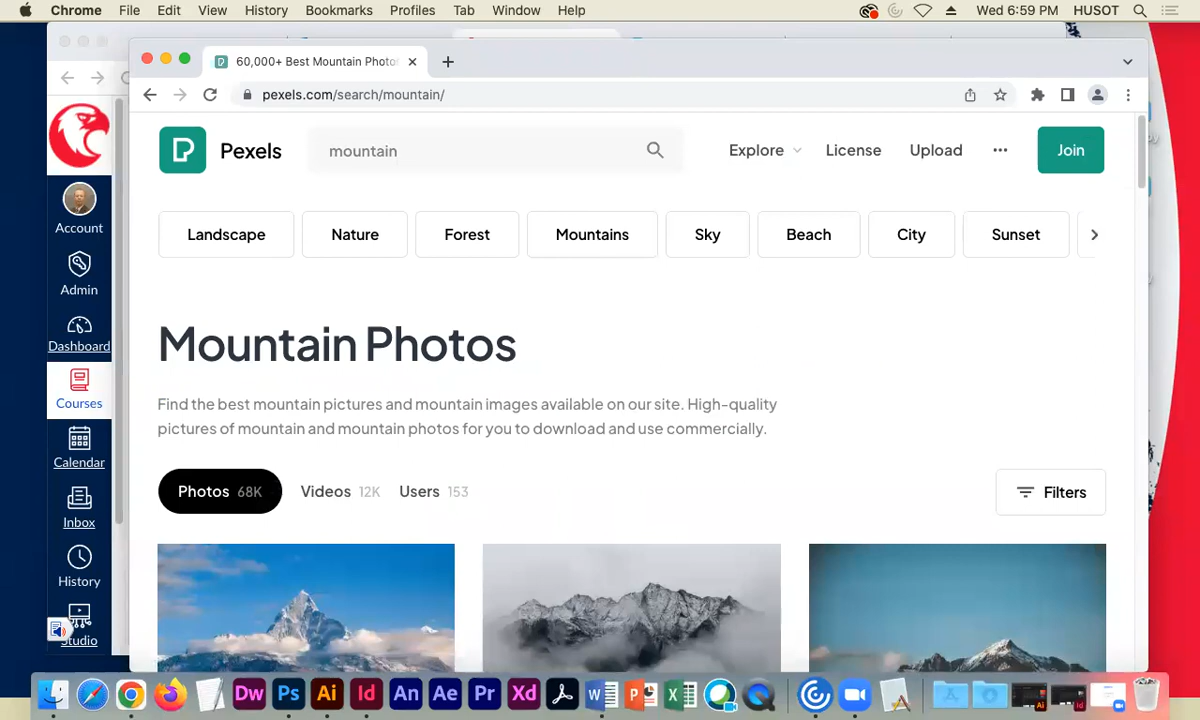 Chrome File Edit View History Bookmarks Profiles Tab Window Help Wed 6:59 PM HUSOT
60,000+ Best Mountain Photos
pexels.com/search/mountain/
Pexels mountain Explore License Upload Join
Landscape Nature Forest Mountains Sky Beach City Sunset
Mountain Photos
Find the best mountain pictures and mountain images available on our site. High-quality
pictures of mountain and mountain photos for you to download and use commercially.
Photos 68K Videos 12K Users 153 Filters
Account
Admin
Dashboard
Courses
Calendar
Inbox
History
Studio
Dw Ps Ai Id An Ae Pr Xd W P X